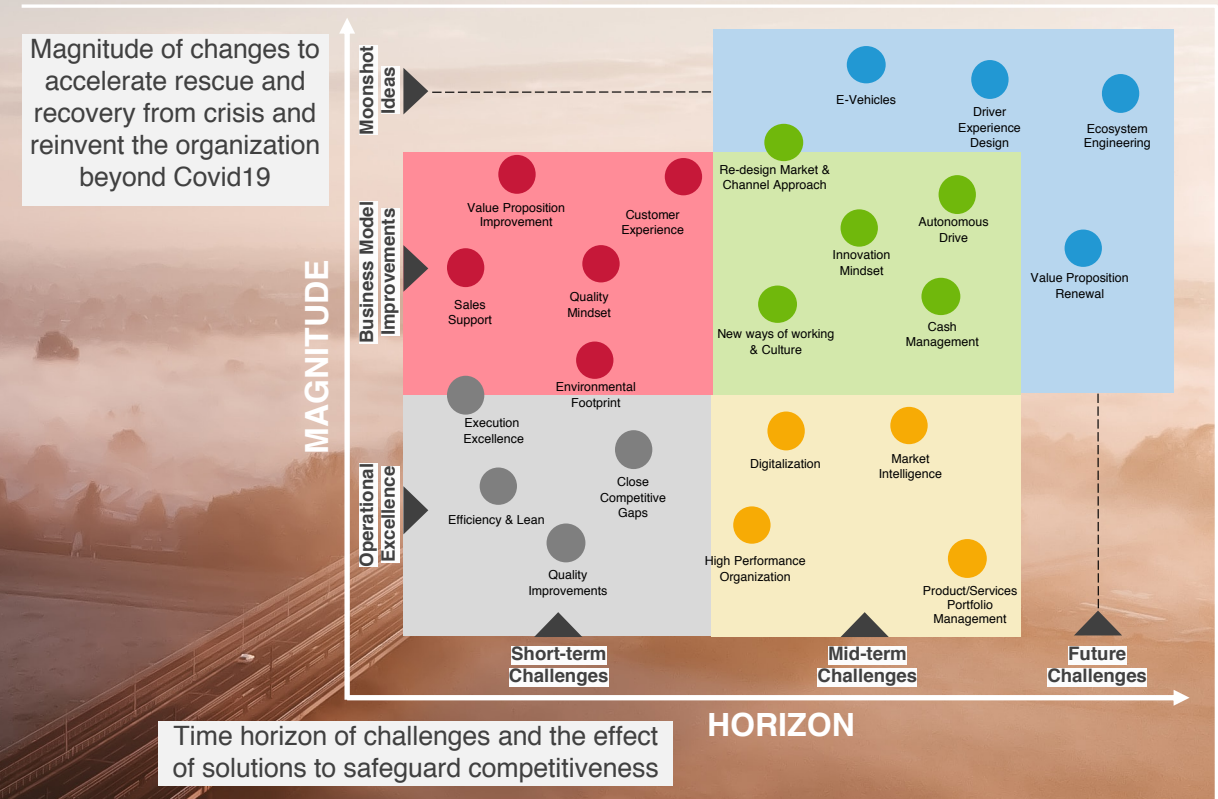 Magnitude of changes to
accelerate rescue and
recovery from crisis and
reinvent the organization
beyond Covid19
MAGNITUDE
Moonshot
Ideas
Business Model
Improvements
Operational
Excellence
E-Vehicles
Driver
Experience
Design
Ecosystem
Engineering
Re-design Market &
Channel Approach
Value Proposition
Improvement
Customer
Experience
Autonomous
Drive
Innovation
Mindset
Value Proposition
Renewal
Sales
Support
Quality
Mindset
New ways of working
& Culture
Cash
Management
Environmental
Footprint
Execution
Excellence
Close
Competitive
Gaps
Efficiency & Lean
Quality
Improvements
Digitalization
Market
Intelligence
High Performance
Organization
Product/Services
Portfolio
Management
Short-term
Challenges
Mid-term
Challenges
Future
Challenges
HORIZON
Time horizon of challenges and the effect
of solutions to safeguard competitiveness